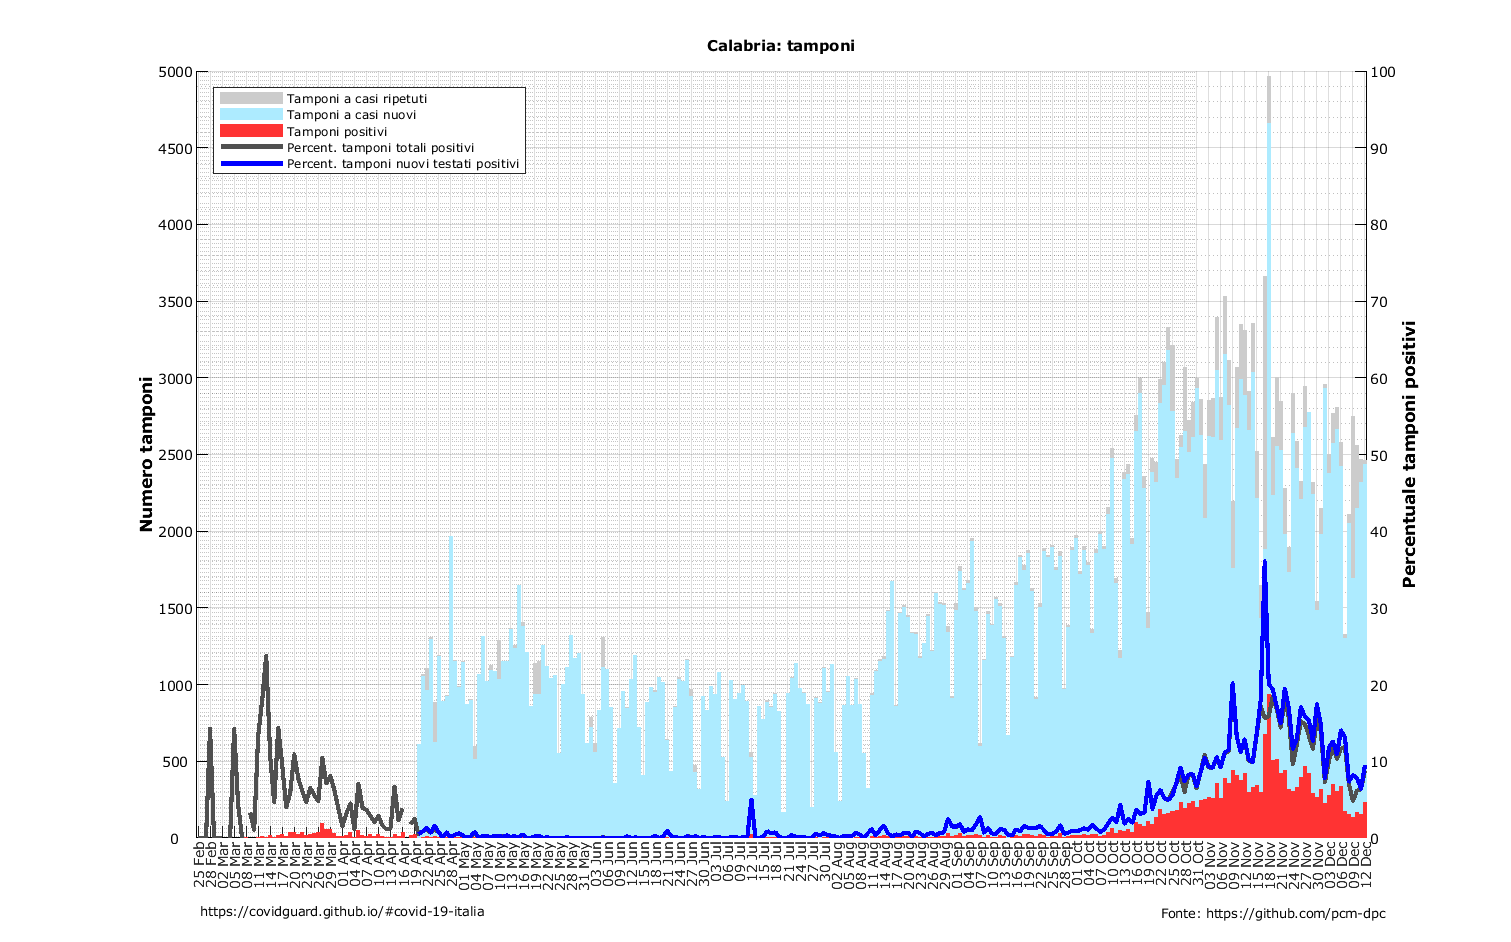 Calabria: tamponi
5000
4500
4000
3500
3000
2500
2000
1500
1000
500
0
Numero tamponi
Tamponi a casi ripetuti
Tamponi a casi nuovi
Tamponi positivi
Percent. tamponi totali positivi
Percent. tamponi nuovi testati positivi
100
90
80
70
60
50
40
30
20
10
0
Percentuale tamponi positivi
25 Feb
28 Feb
02 Mar
05 Mar
08 Mar
11 Mar
14 Mar
17 Mar
20 Mar
23 Mar
26 Mar
29 Mar
01 Apr
04 Apr
07 Apr
10 Apr
13 Apr
16 Apr
19 Apr
22 Apr
25 Apr
28 Apr
01 May
04 May
07 May
10 May
13 May
16 May
19 May
22 May
25 May
28 May
31 May
03 Jun
06 Jun
09 Jun
12 Jun
15 Jun
18 Jun
21 Jun
24 Jun
27 Jun
30 Jun
03 Jul
06 Jul
09 Jul
12 Jul
15 Jul
18 Jul
21 Jul
24 Jul
27 Jul
30 Jul
02 Aug
05 Aug
08 Aug
11 Aug
14 Aug
17 Aug
20 Aug
23 Aug
26 Aug
29 Aug
01 Sep
04 Sep
07 Sep
10 Sep
13 Sep
16 Sep
19 Sep
22 Sep
25 Sep
28 Sep
01 Oct
04 Oct
07 Oct
10 Oct
13 Oct
16 Oct
19 Oct
22 Oct
25 Oct
28 Oct
31 Oct
03 Nov
06 Nov
09 Nov
12 Nov
15 Nov
18 Nov
21 Nov
24 Nov
27 Nov
30 Nov
03 Dec
06 Dec
09 Dec
12 Dec
https://covidguard.github.io/#covid-19-italia
Fonte: https://github.com/pcm-dpc